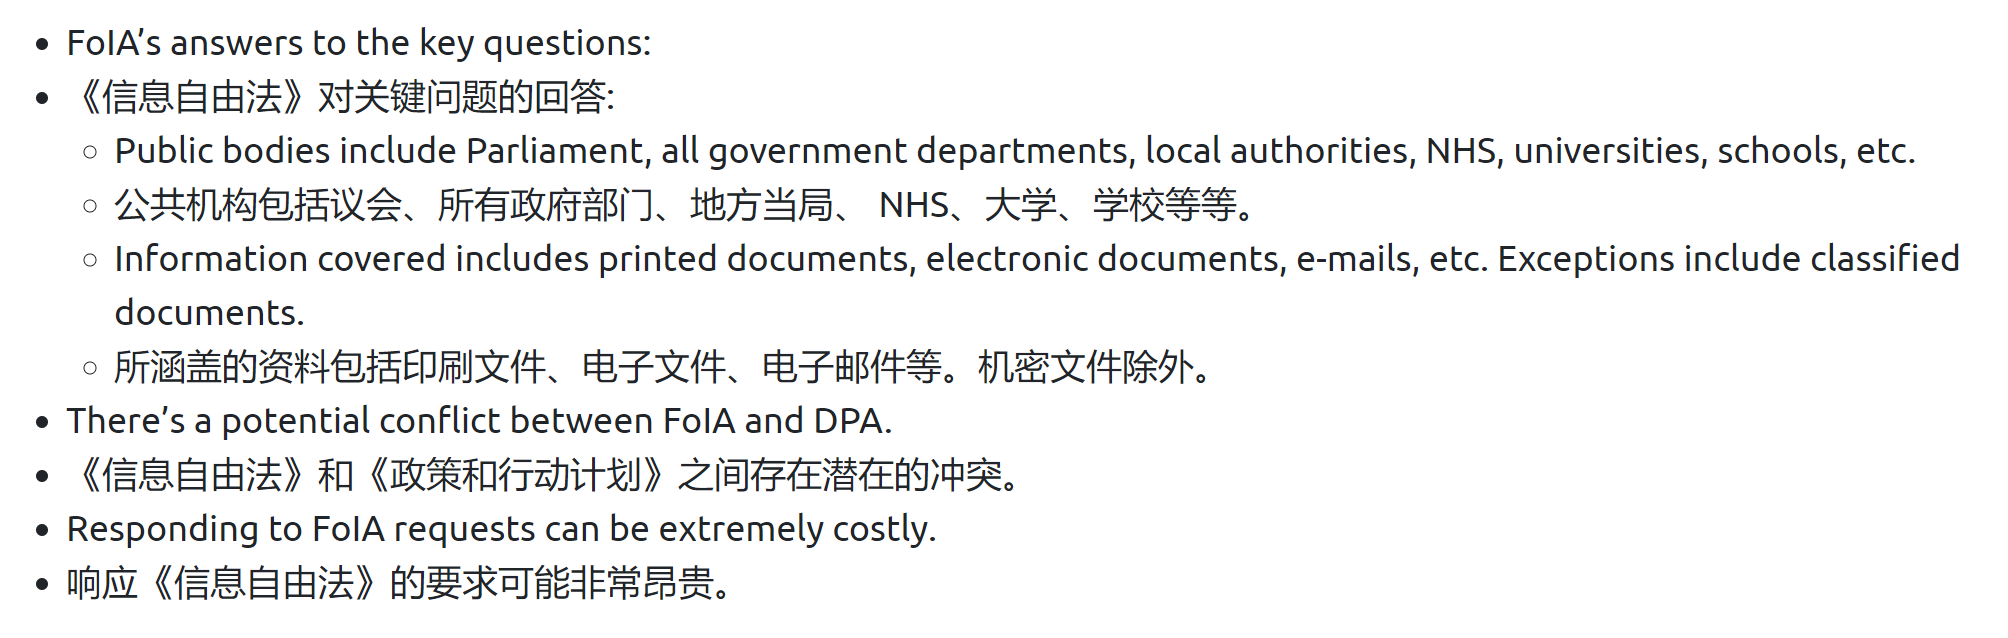 • FoIA’s answers to the key questions:
• 《信息自由法》对关键问题的回答:
◦ Public bodies include Parliament, all government departments, local authorities, NHS, universities, schools, etc.
◦ 公共机构包括议会、所有政府部门、地方当局、 NHS、大学、学校等等。
◦ Information covered includes printed documents, electronic documents, e-mails, etc. Exceptions include classified
documents.
◦ 所涵盖的资料包括印刷文件、电子文件、电子邮件等。机密文件除外。
• There’s a potential conflict between FoIA and DPA.
• 《信息自由法》和《政策和行动计划》之间存在潜在的冲突。
• Responding to FoIA requests can be extremely costly.
• 响应《信息自由法》的要求可能非常昂贵。